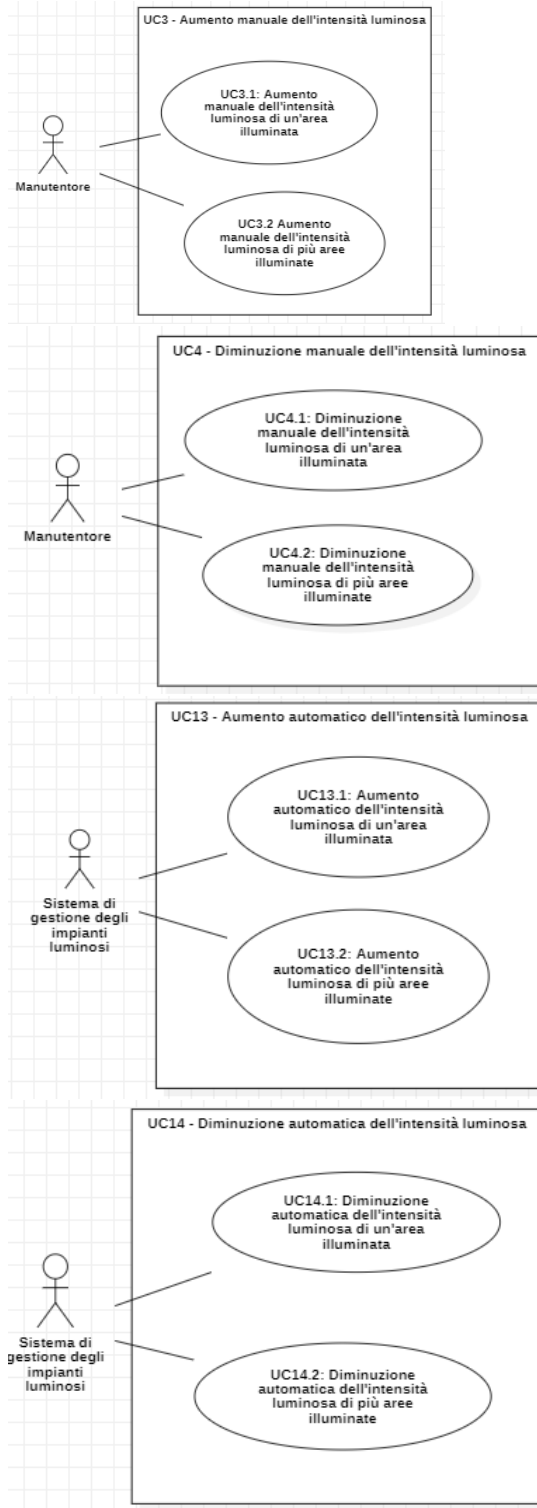 UC3 - Aumento manuale dell'intensità luminosa
UC3.1: Aumento
manuale dell'intensità
luminosa di un'area
illuminata
Manutentore
UC3.2 Aumento
manuale dell'intensità
luminosa di più aree
illuminate
UC4 - Diminuzione manuale dell'intensità luminosa
UC4.1: Diminuzione
manuale dell'intensità
luminosa di un'area
illuminata
Manutentore
UC4.2: Diminuzione
manuale dell'intensità
luminosa di più aree
illuminate
UC13 - Aumento automatico dell'intensità luminosa
UC13.1: Aumento
automatico dell'intensità
luminosa di un'area
illuminata
Sistema di
gestione degli
impianti
luminosi
UC13.2: Aumento
automatico dell'intensità
luminosa di più aree
illuminate
UC14 - Diminuzione automatica dell'intensità luminosa
UC14.1: Diminuzione
automatica dell'intensità
luminosa di un'area
illuminata
Sistema di
gestione degli
impianti
luminosi
UC14.2: Diminuzione
automatica dell'intensità
luminosa di più aree
illuminate